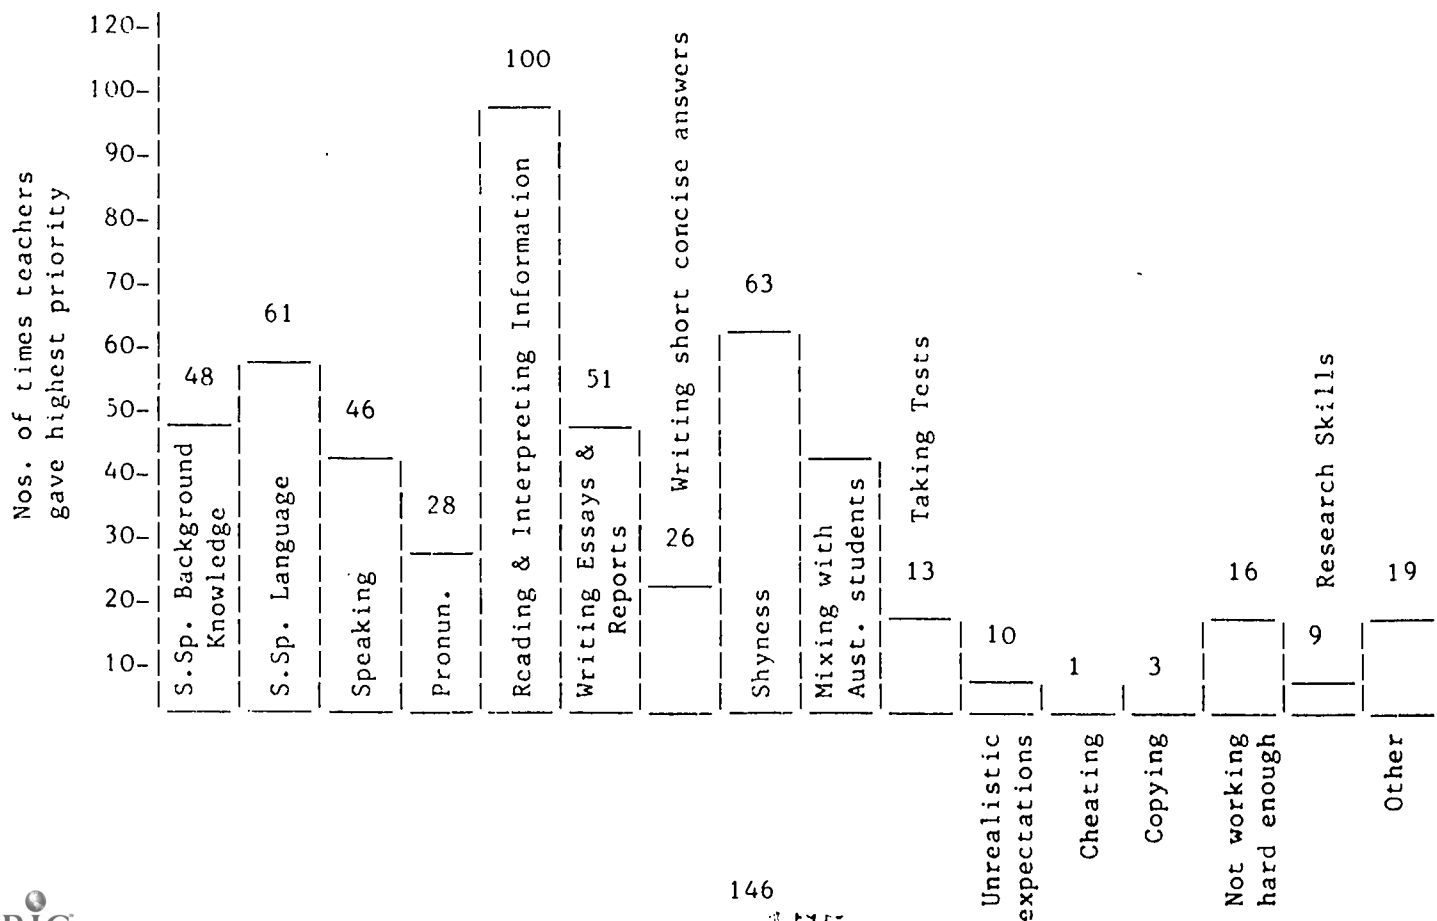 Nos. of times teachers
gave highest priority
120-
100-
90-
80-
70-
60-
50-
40-
30-
20-
10-
48
61
46
28
100
51
26
63
13
10
1
3
16
9
19
S.Sp. Background
Knowledge
S.Sp. Language
Speaking
Pronun.
Reading & Interpreting Information
Writing Essays &
Reports
Writing short concise answers
Shyness
Mixing with
Aust. students
Taking Tests
Unrealistic
expectations
Cheating
Copying
Not working
hard enough
Research Skills
Other
146